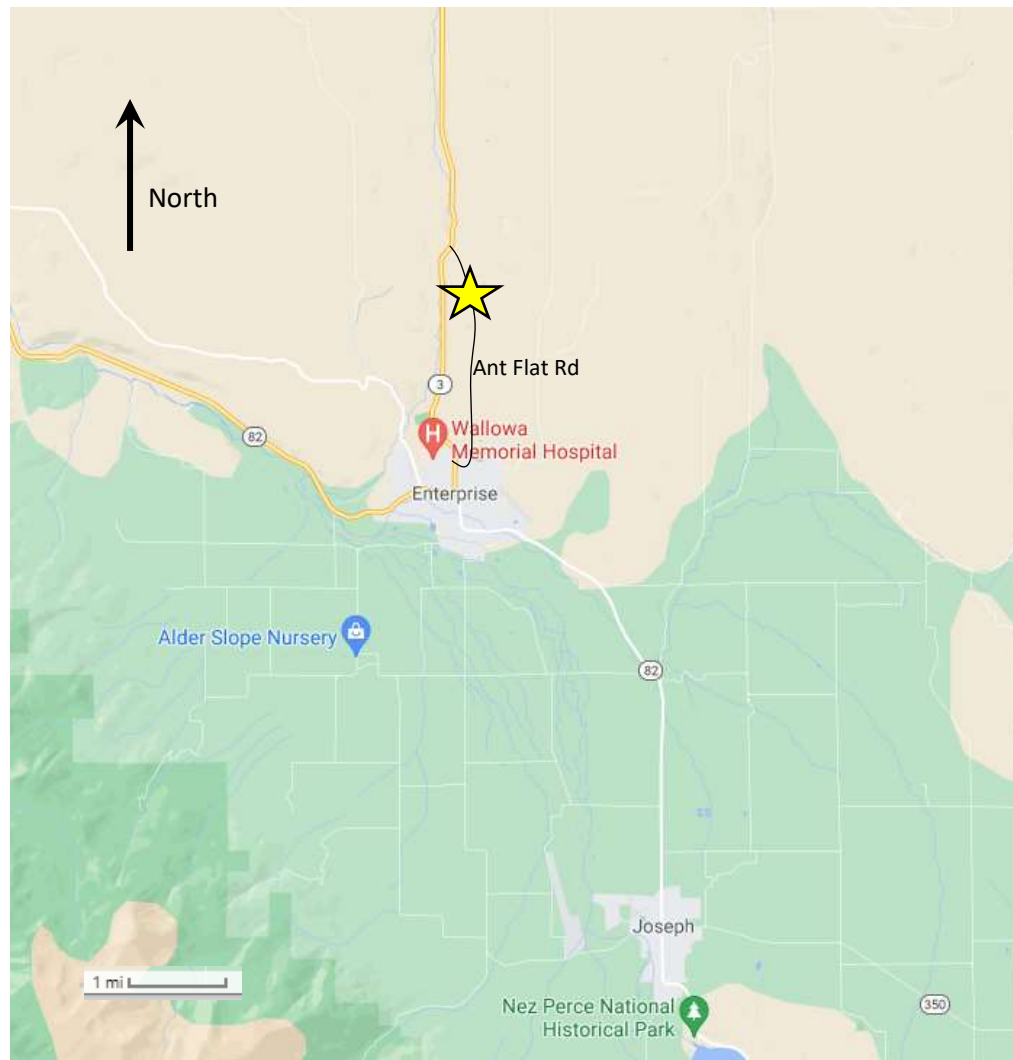 North
Ant Flat Rd
3
Wallowa
Memorial Hospital
82
Enterprise
Alder Slope Nursery
82
Joseph
1 mi
Nez Perce National
Historical Park
350
H